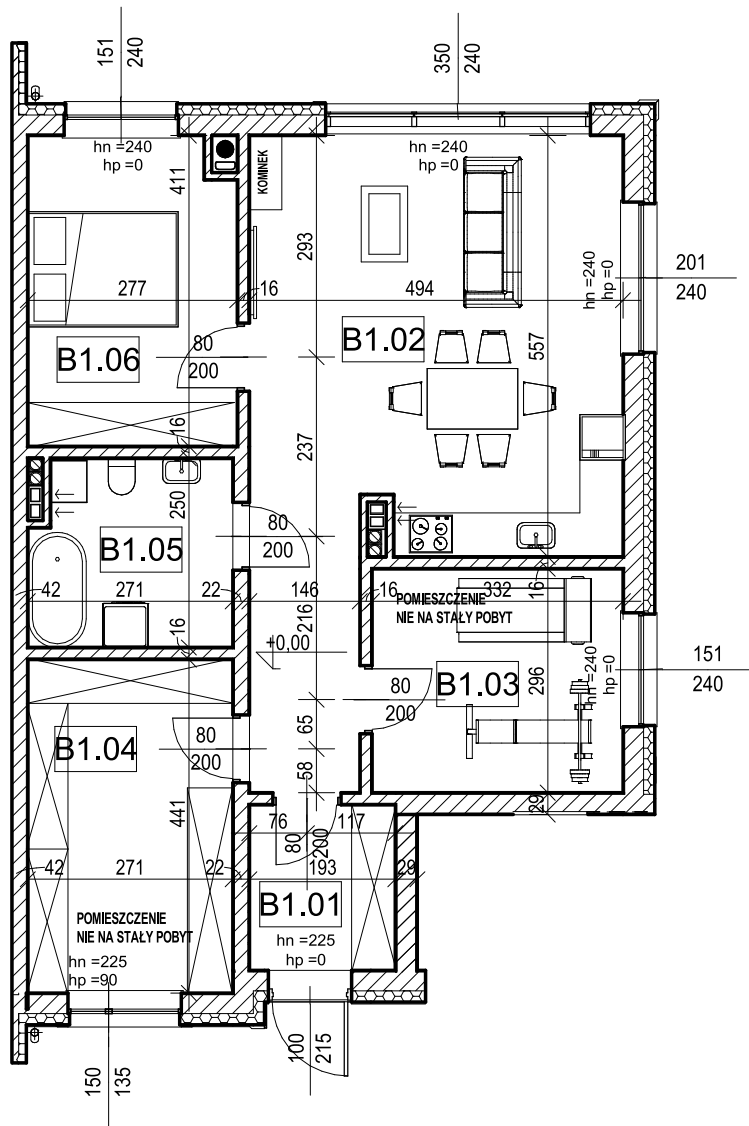 151
240
350
240
hn =240
hp =0
411
KOMINEK
hn =240
hp =0
293
hn =240
hp =0
201
240
277
16
494
B1.06
80
200
B1.02
557
16
237
250
B1.05
80
200
42
271
22
146
16
332
16
216
POMIESZCZENIE
NIE NA STAŁY POBYT
16
+0,00
hn =240
hp =0
151
240
B1.03
296
80
200
65
B1.04
80
200
58
29
441
76
117
80
200
42
271
22
193
29
B1.01
POMIESZCZENIE
NIE NA STAŁY POBYT
hn =225
hp =0
hn =225
hp =90
100
215
150
135